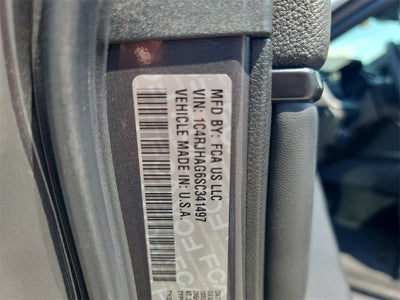 MFD BY: FCA US LLC
VIN: 1C4RJHAG6SC341497
VEHICLE MADE IN: U.S.A.